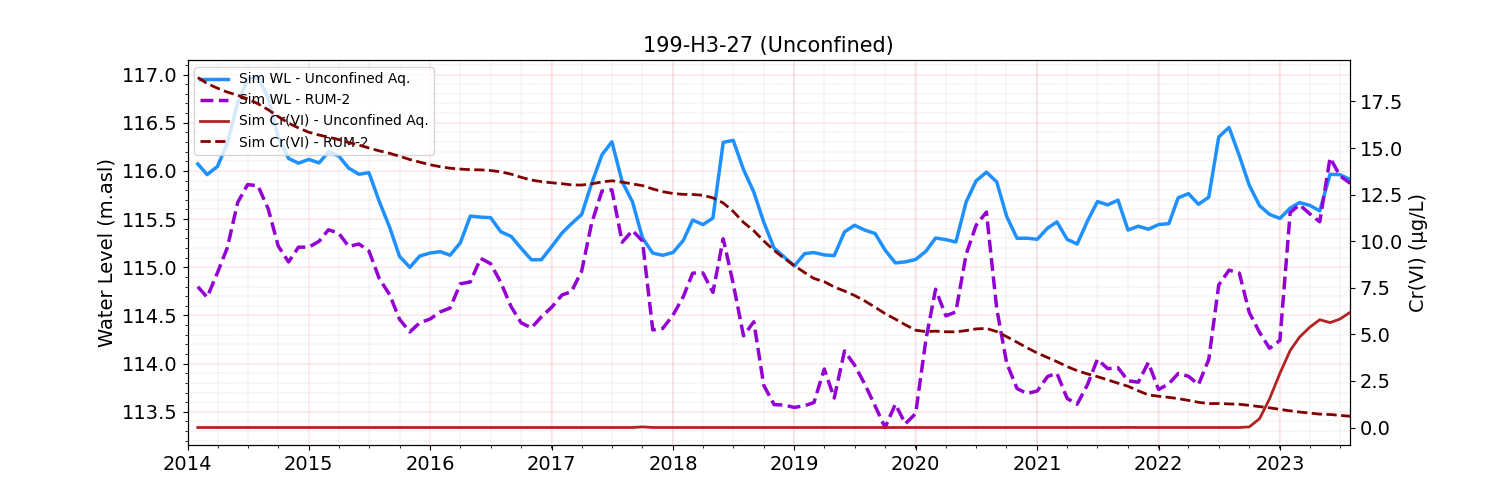 199-H3-27 (Unconfined)
Sim WL - Unconfined Aq.
Sim WL - RUM-2
Sim Cr(VI) - Unconfined Aq.
Sim Cr(VI) - RUM-2
Water Level (m.asl)
117.0
116.5
116.0
115.5
115.0
114.5
114.0
113.5
17.5
15.0
12.5
10.0
7.5
5.0
2.5
0.0
Cr(VI) (µg/L)
2014 2015 2016 2017 2018 2019 2020 2021 2022 2023